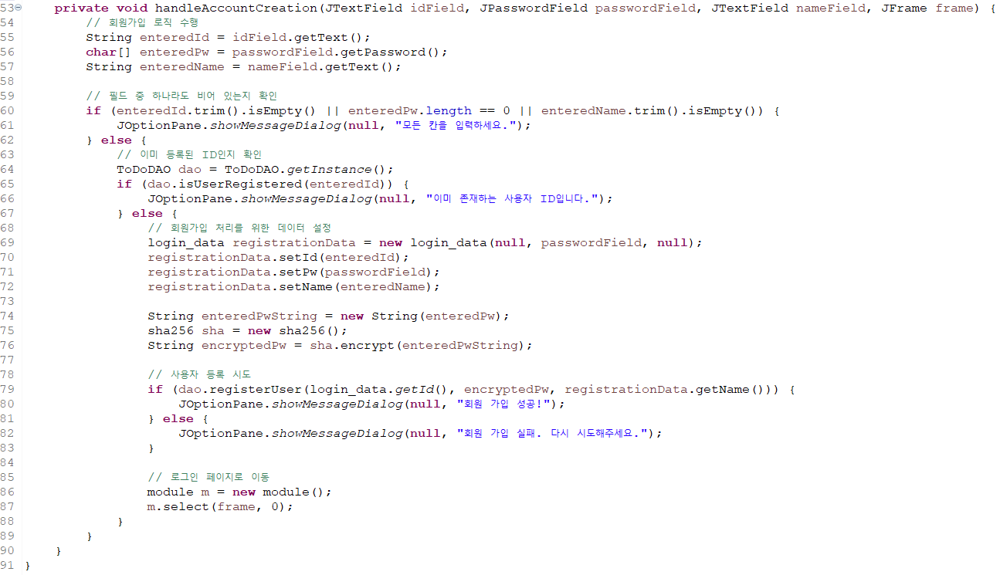 53 private void handleAccountCreation(JTextField idField, JPasswordField passwordField, JTextField nameField, JFrame frame) {
54 // 회원가입 로직 수행
55 String enteredId = idField.getText();
56 char[] enteredPw = passwordField.getPassword();
57 String enteredName = nameField.getText();
58
59 // 필드 중 하나라도 비어 있는지 확인
60 if (enteredId.trim().isEmpty() || enteredPw.length == 0 || enteredName.trim().isEmpty()) {
61 JOptionPane.showMessageDialog(null, "모든 칸을 입력하세요.");
62 } else {
63 // 이미 등록된 ID인지 확인
64 ToDoDAO dao = ToDoDAO.getInstance();
65 if (dao.isUserRegistered(enteredId)) {
66 JOptionPane.showMessageDialog(null, "이미 존재하는 사용자 ID입니다.");
67 } else {
68 // 회원가입 처리를 위한 데이터 설정
69 login_data registrationData = new login_data(null, passwordField, null);
70 registrationData.setId(enteredId);
71 registrationData.setPw(passwordField);
72 registrationData.setName(enteredName);
73
74 String enteredPwString = new String(enteredPw);
75 sha256 sha = new sha256();
76 String encryptedPw = sha.encrypt(enteredPwString);
77
78 // 사용자 등록 시도
79 if (dao.registerUser(login_data.getId(), encryptedPw, registrationData.getName())) {
80 JOptionPane.showMessageDialog(null, "회원 가입 성공!");
81 } else {
82 JOptionPane.showMessageDialog(null, "회원 가입 실패. 다시 시도해주세요.");
83 }
84
85 // 로그인 페이지로 이동
86 module m = new module();
87 m.select(frame, 0);
88 }
89 }
90 }
91 }